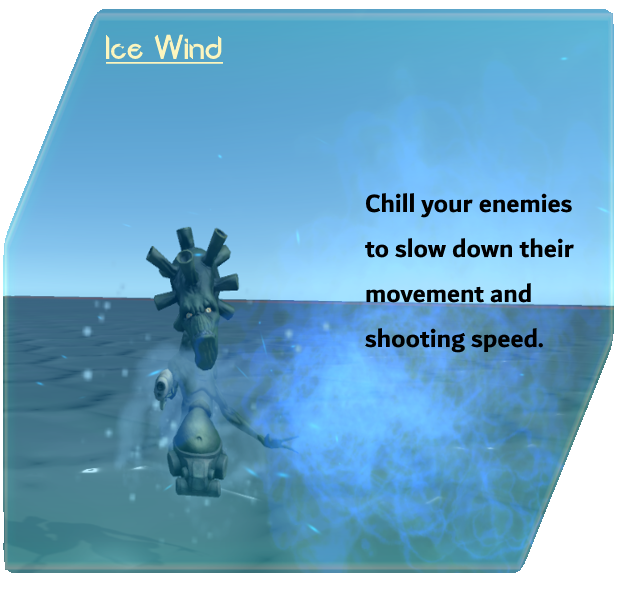 Ice Wind
Chill your enemies
to slow down their
movement and
shooting speed.